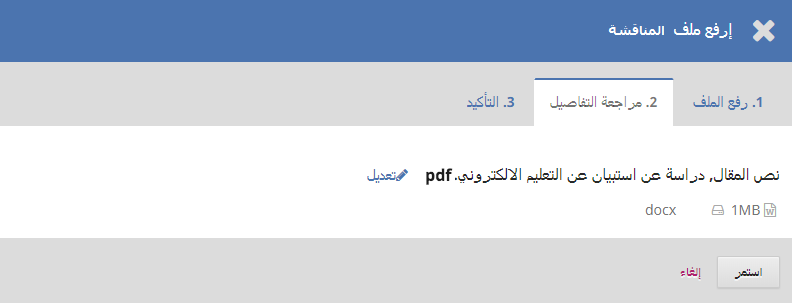 إرفع ملف المناقشة
1. رفع الملف
2. مراجعة التفاصيل
3. التأكيد
نص المقال, دراسة عن استبيان عن التعليم الالكتروني.pdf تعديل
1MB docx
استمر إلغاء